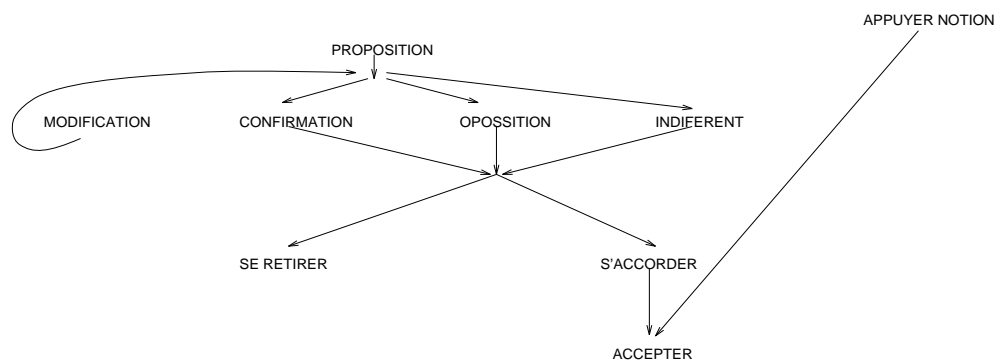 APPUYER NOTION
PROPOSITION
MODIFICATION
CONFIRMATION
OPOSSITION
INDIFERENT
SE RETIRER
S'ACCORDER
ACCEPTER